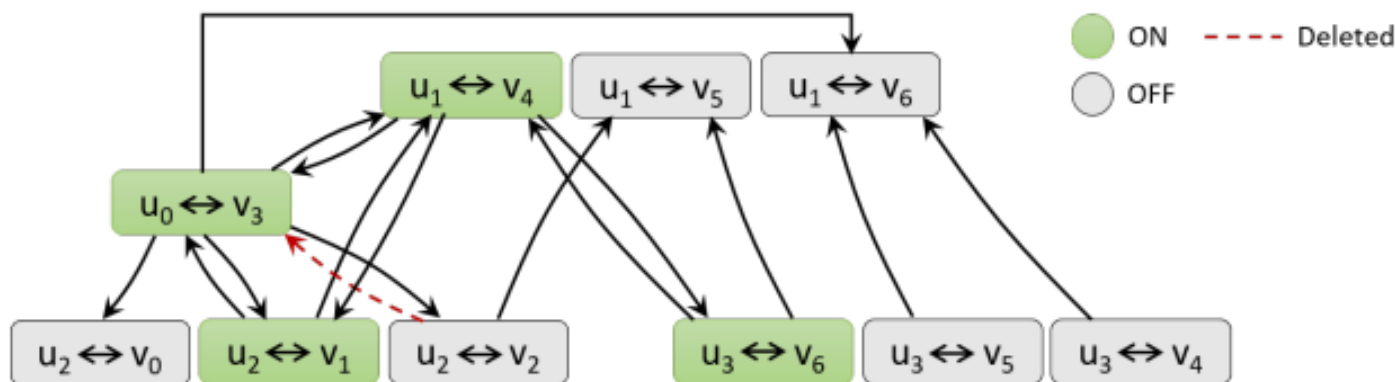 ON Deleted
u₁ ↔ v₄ u₁ ↔ v₅ u₁ ↔ v₆ OFF
u₀ ↔ v₃
u₂ ↔ v₀ u₂ ↔ v₁ u₂ ↔ v₂ u₃ ↔ v₆ u₃ ↔ v₅ u₃ ↔ v₄